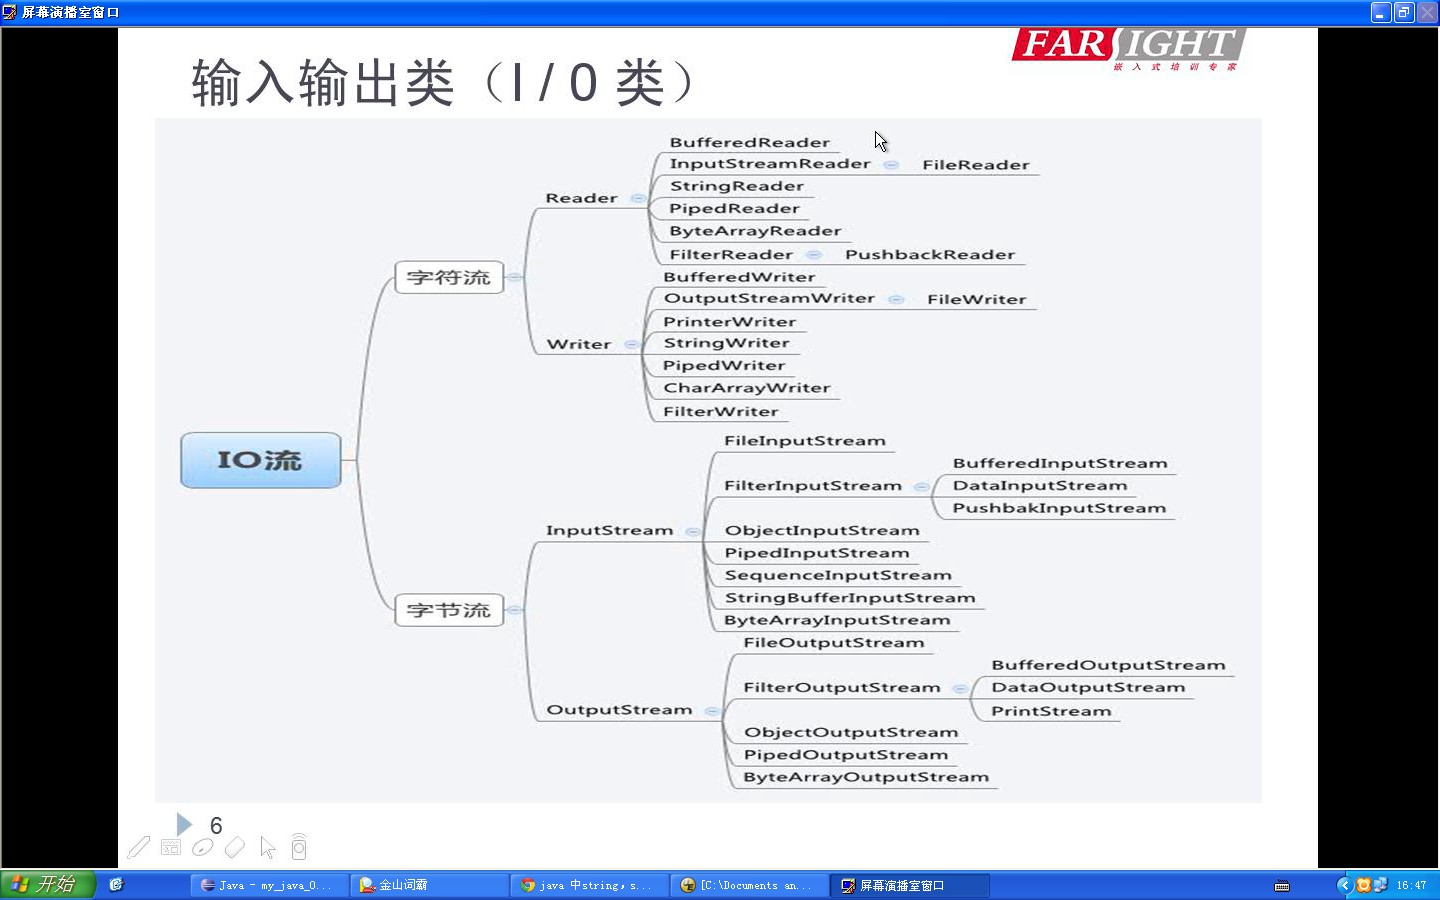 屏幕演播室窗口
FARSIGHT
嵌入式培训专家
输入输出类（I / 0 类）
BufferedReader
InputStreamReader
FileReader
StringReader
Reader
PipedReader
ByteArrayReader
FilterReader
PushbackReader
字符流
BufferedWriter
OutputStreamWriter
FileWriter
PrinterWriter
Writer
StringWriter
PipedWriter
CharArrayWriter
FilterWriter
IO流
FileInputStream
BufferedInputStream
FilterInputStream
DataInputStream
PushbakInputStream
InputStream
ObjectInputStream
PipedInputStream
SequenceInputStream
StringBufferInputStream
ByteArrayInputStream
字节流
FileOutputStream
BufferedOutputStream
FilterOutputStream
DataOutputStream
PrintStream
OutputStream
ObjectOutputStream
PipedOutputStream
ByteArrayOutputStream
6
开始
Java - my_java_0...
金山词霸
java 中string，s...
[C:\Documents an...
屏幕演播室窗口
16:47